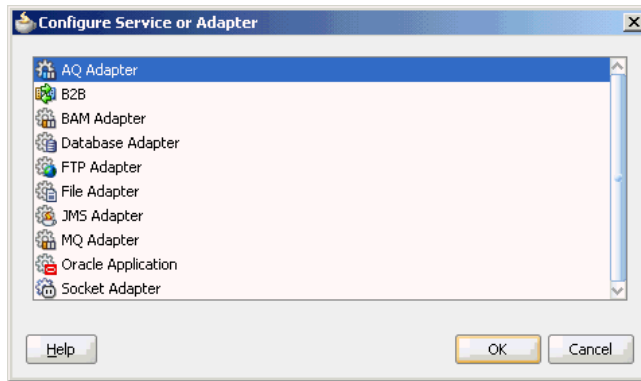 Configure Service or Adapter
AQ Adapter
B2B
BAM Adapter
Database Adapter
FTP Adapter
File Adapter
JMS Adapter
MQ Adapter
Oracle Application
Socket Adapter
Help OK Cancel